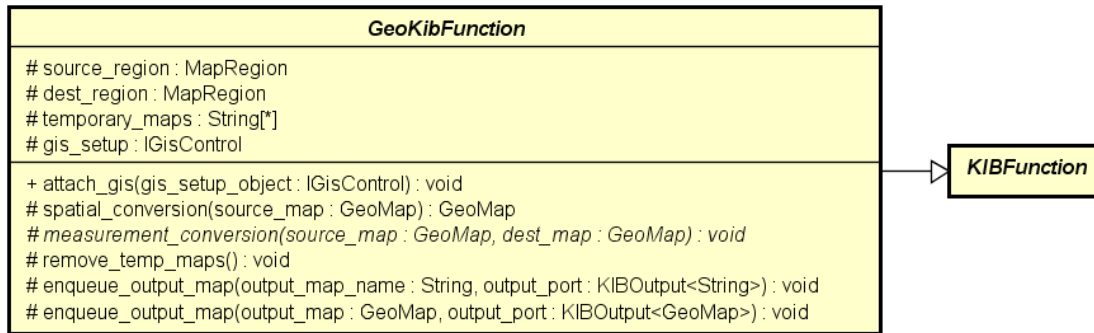 GeoKibFunction
# source_region : MapRegion
# dest_region : MapRegion
# temporary_maps : String[*]
# gis_setup : IGisControl
+ attach_gis(gis_setup_object : IGisControl) : void
# spatial_conversion(source_map : GeoMap) : GeoMap
# measurement_conversion(source_map : GeoMap, dest_map : GeoMap) : void
# remove_temp_maps() : void
# enqueue_output_map(output_map_name : String, output_port : KIBOutput<String>) : void
# enqueue_output_map(output_map : GeoMap, output_port : KIBOutput<GeoMap>) : void
KIBFunction